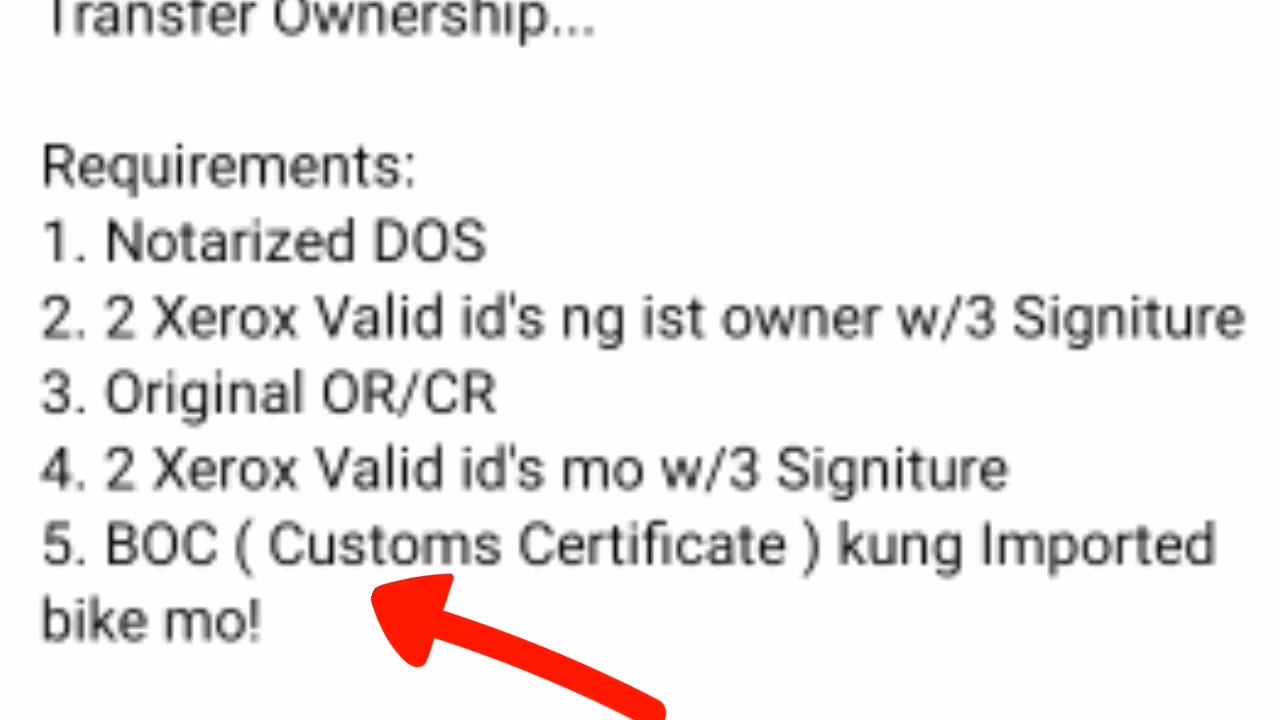 Transfer Ownership...
Requirements:
1. Notarized DOS
2. 2 Xerox Valid id's ng ist owner w/3 Signiture
3. Original OR/CR
4. 2 Xerox Valid id's mo w/3 Signiture
5. BOC ( Customs Certificate ) kung Imported
bike mo!